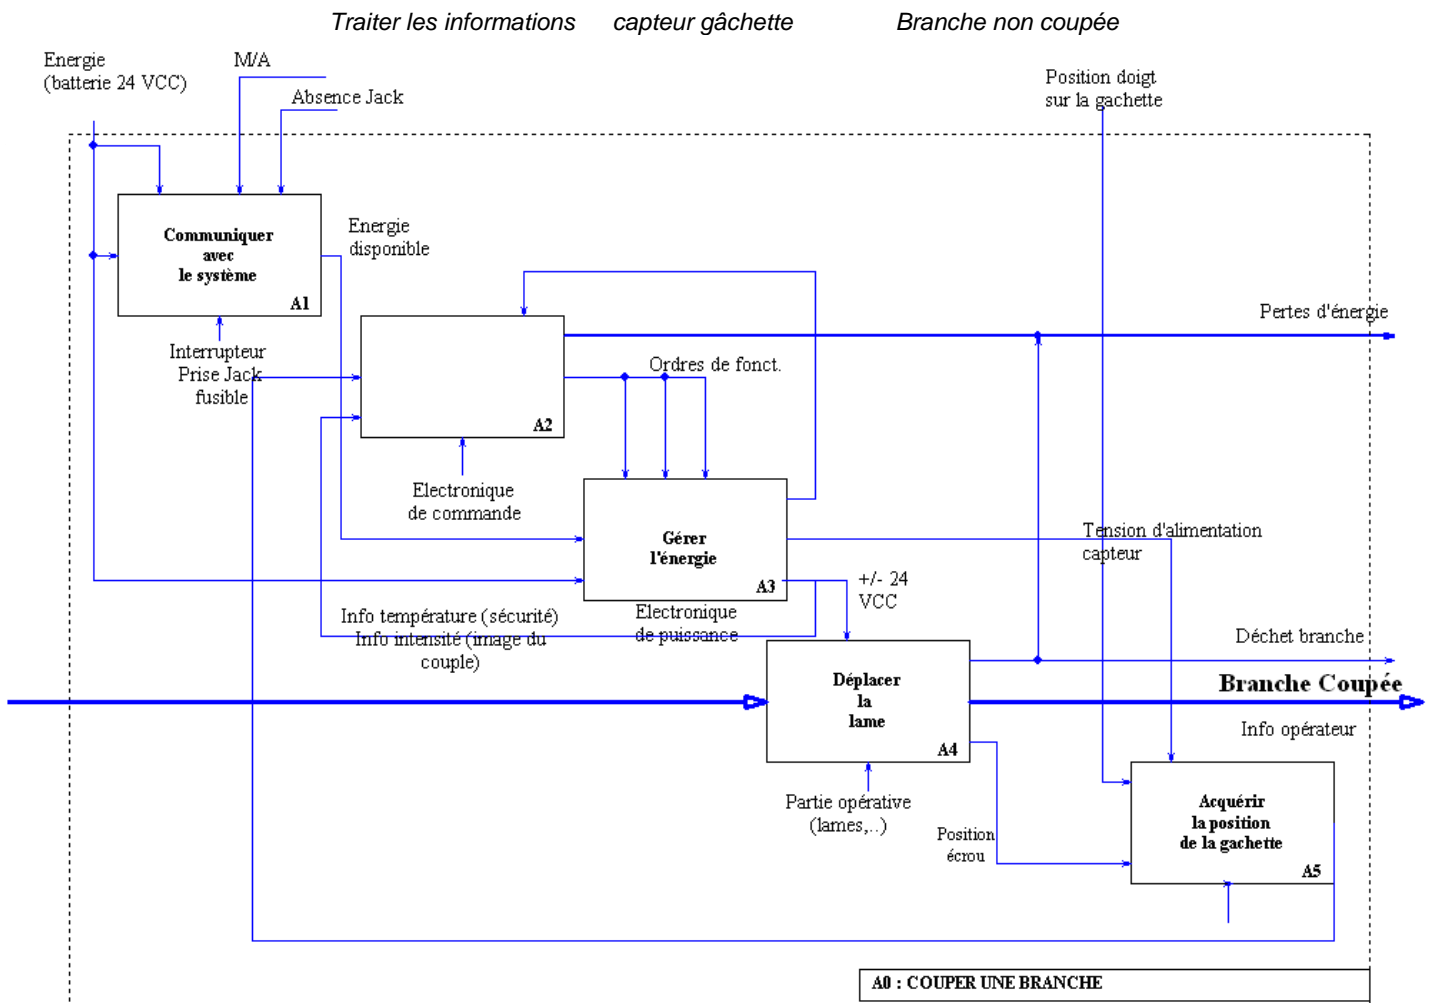 Traiter les informations capteur gâchette Branche non coupée
Energie
(batterie 24 VCC)
M/A
Absence Jack
Position doigt
sur la gachette
Communiquer
avec
le système
A1
Energie
disponible
Interrupteur
Prise Jack
fusible
A2
Ordres de fonct.
Pertes d'énergie
Electronique
de commande
Gérer
l'énergie
A3
Tension d'alimentation
capteur
+/- 24
VCC
Electronique
de puissance
Info température (sécurité)
Info intensité (image du
couple)
Déplacer
la
lame
A4
Déchet branche
Branche Coupée
Info opérateur
Partie opérative
(lames,..)
Position
écrou
Acquérir
la position
de la gachette
A5
A0 : COUPER UNE BRANCHE